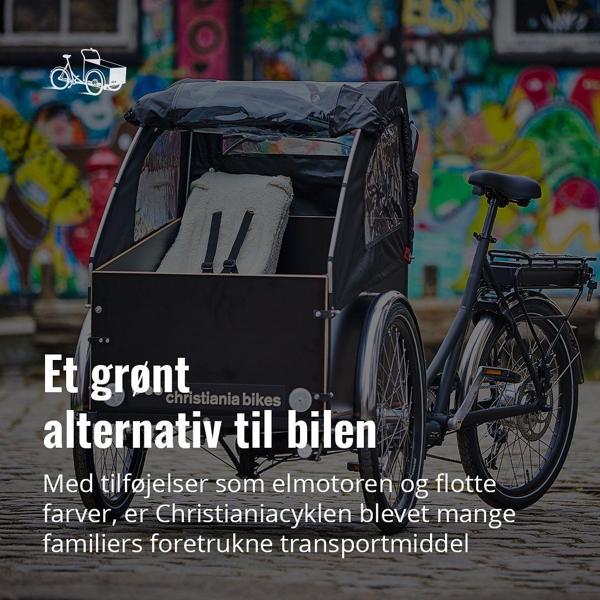 christiania bikes
Et grønt
alternativ til bilen
Med tilføjelser som elmotoren og flotte
farver, er Christianiacyklen blevet mange
familiers foretrukne transportmiddel